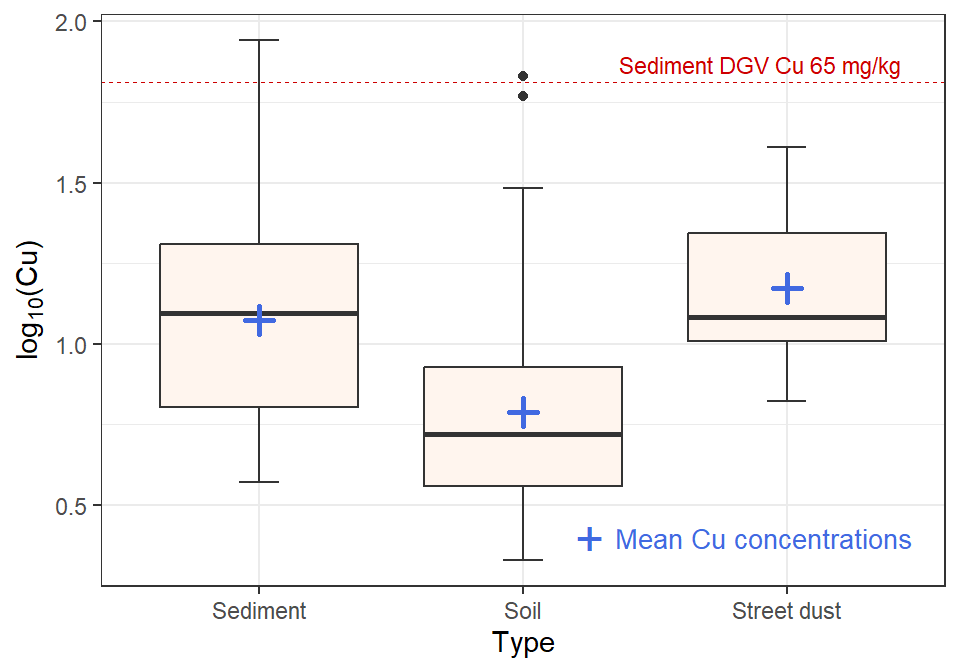 2.0
Sediment DGV Cu 65 mg/kg
1.5
log₁₀(Cu)
1.0
0.5
Mean Cu concentrations
Sediment
Soil
Street dust
Type